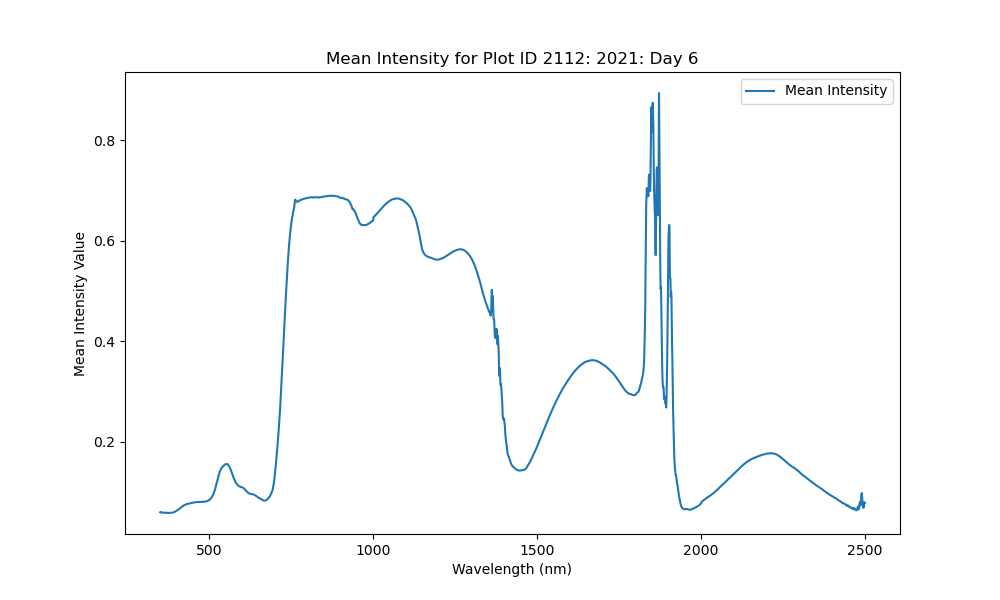 Mean Intensity for Plot ID 2112: 2021: Day 6
Mean Intensity
Mean Intensity Value
0.8
0.6
0.4
0.2
500
1000
1500
2000
2500
Wavelength (nm)